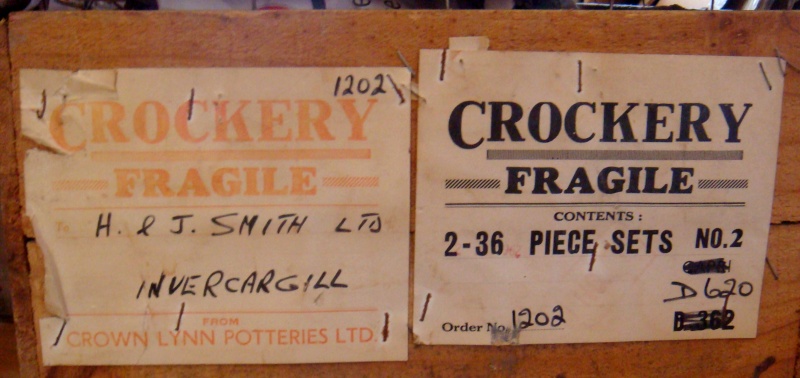 1202
CROCKERY
FRAGILE
To
H. & J. SMITH LTD
INVERCARGILL
FROM
CROWN LYNN POTTERIES LTD.
CROCKERY
FRAGILE
CONTENTS :
2-36 PIECE SETS NO.2
D620
Order No. 1202
D-362